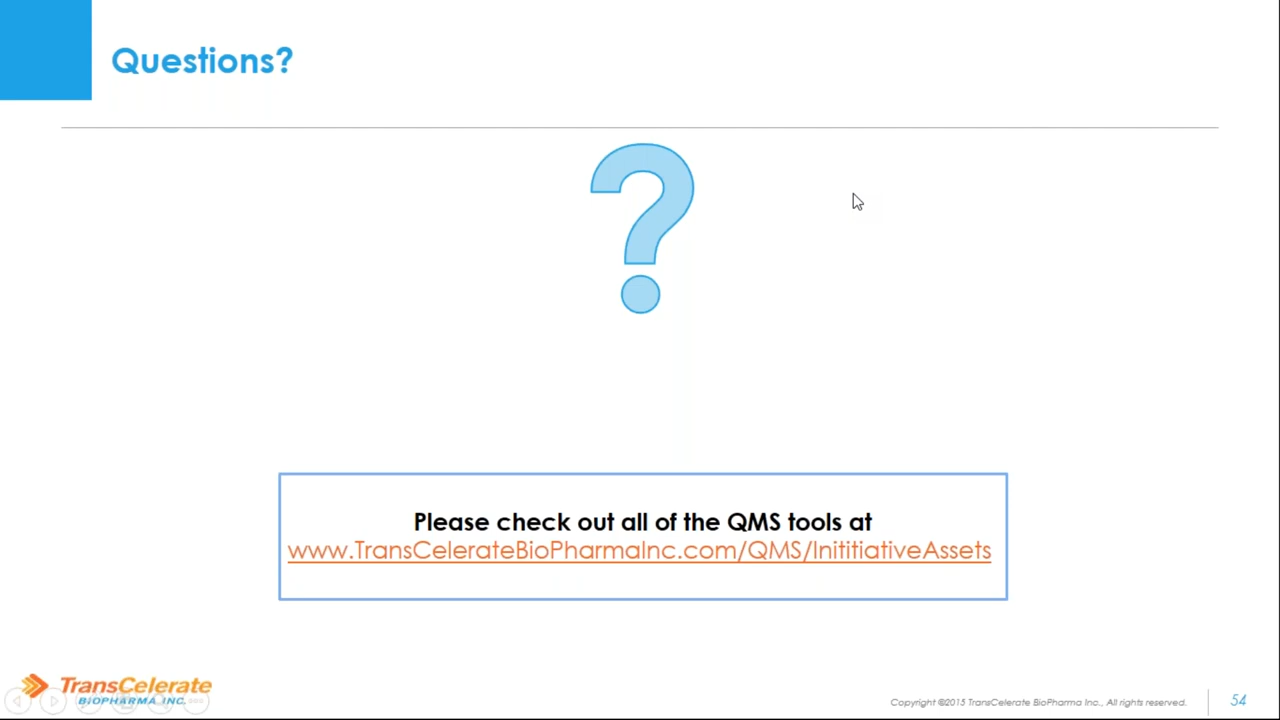 Questions?
?
Please check out all of the QMS tools at
www.TransCelerateBioPharmaInc.com/QMS/InititiativeAssets
TransCelerate
BIOPHARMA INC.
Copyright ©2015 TransCelerate BioPharma Inc., All rights reserved.
54